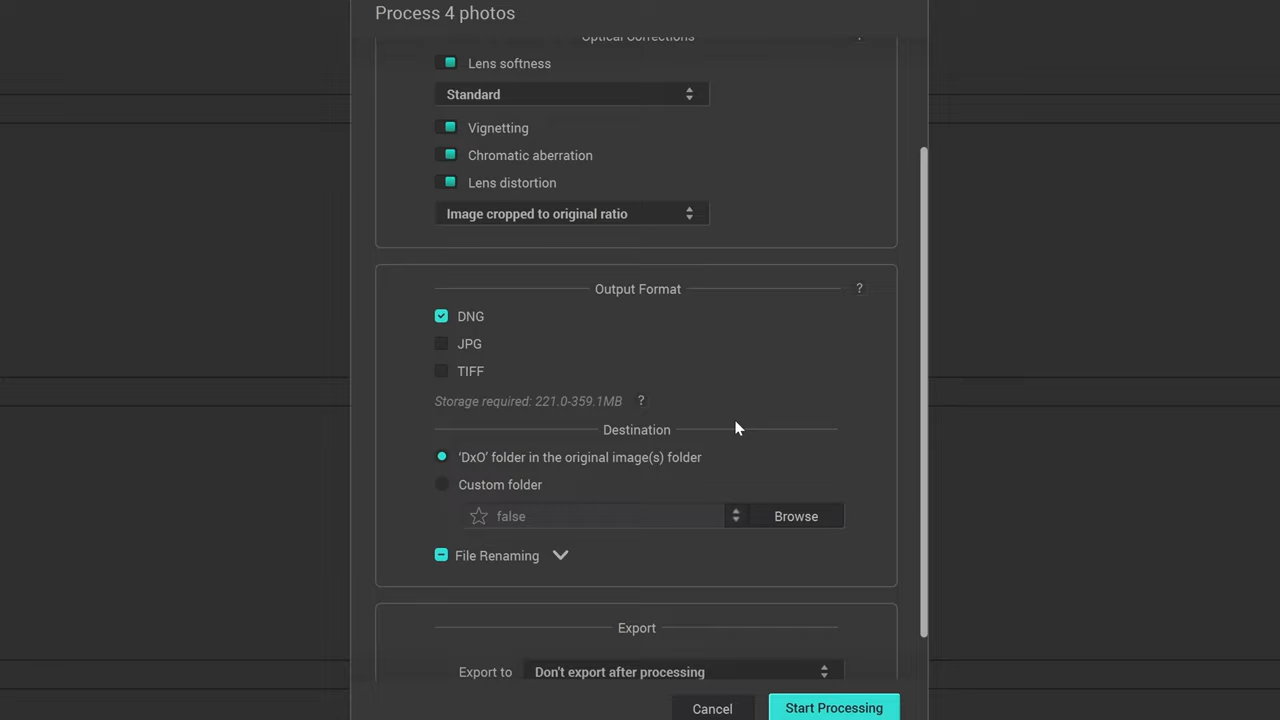 Process 4 photos
Optical Corrections
Lens softness
Standard
Vignetting
Chromatic aberration
Lens distortion
Image cropped to original ratio
Output Format ?
DNG
JPG
TIFF
Storage required: 221.0-359.1MB ?
Destination
'DxO' folder in the original image(s) folder
Custom folder
false Browse
File Renaming
Export
Export to Don't export after processing
Cancel Start Processing